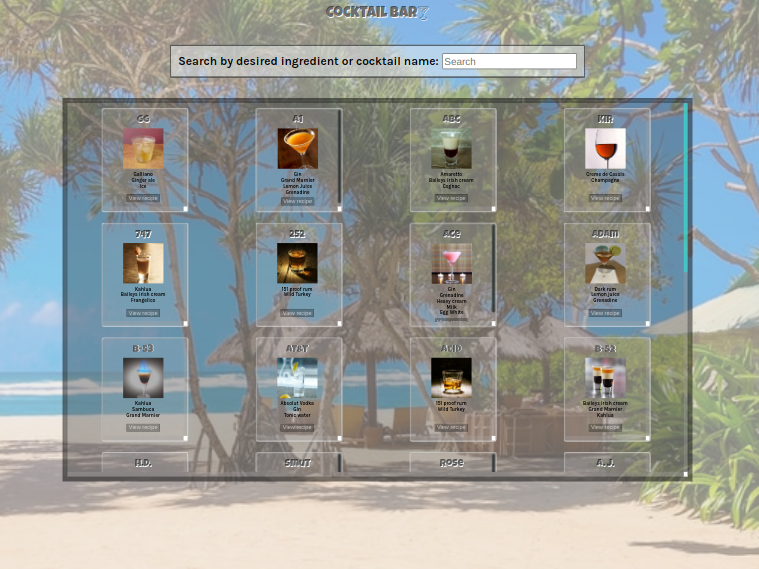 COCKTAIL BAR
Search by desired ingredient or cocktail name: Search
GG
Galliano
Ginger ale
Ice
View recipe
A1
Gin
Grand Marnier
Lemon Juice
Grenadine
View recipe
ABC
Amaretto
Baileys irish cream
Cognac
View recipe
Kir
Creme de Cassis
Champagne
View recipe
747
Kahlua
Baileys irish cream
Frangelico
View recipe
252
151 proof rum
Wild Turkey
View recipe
Ace
Gin
Grenadine
Heavy cream
Milk
Egg White
Adam
Dark rum
Lemon juice
Grenadine
View recipe
B-53
Kahlua
Sambuca
Grand Marnier
View recipe
AT&T
Absolut Vodka
Gin
Tonic water
View recipe
Acid
151 proof rum
Wild Turkey
View recipe
B-52
Baileys irish cream
Grand Marnier
Kahlua
View recipe
H.D.
Smut
Rose
A. J.